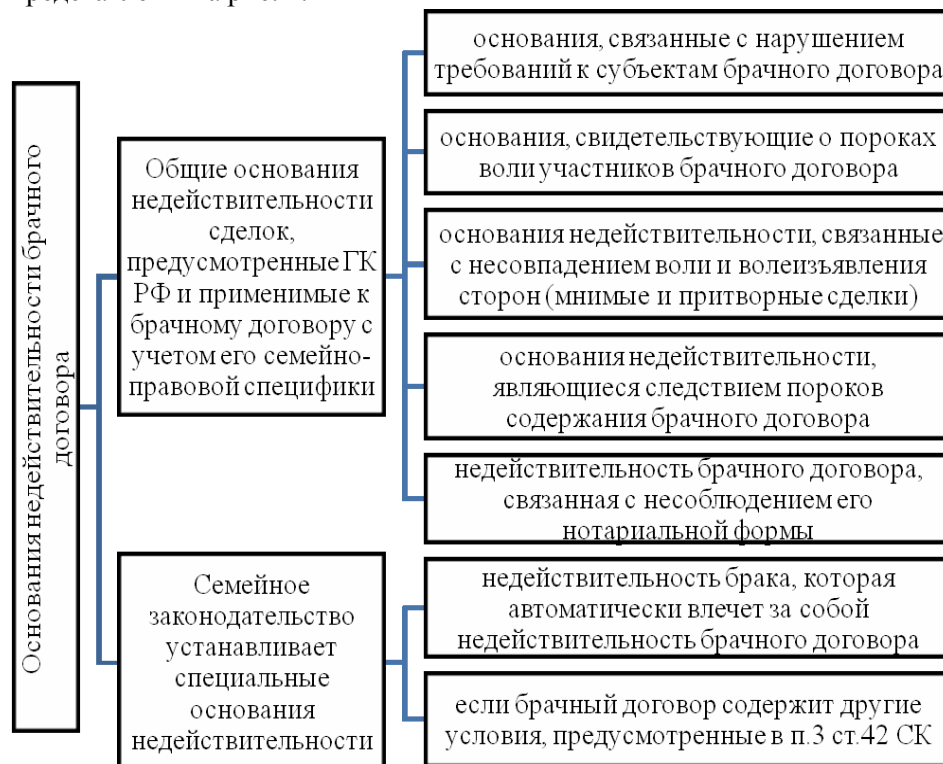 Основания недействительности брачного
договора
Общие основания
недействительности
сделок,
предусмотренные ГК
РФ и применимые к
брачному договору с
учетом его семейно-
правовой специфики
основания, связанные с нарушением
требований к субъектам брачного договора
основания, свидетельствующие о пороках
воли участников брачного договора
основания недействительности, связанные
с несовпадением воли и волеизъявления
сторон (мнимые и притворные сделки)
основания недействительности,
являющиеся следствием пороков
содержания брачного договора
недействительность брачного договора,
связанная с несоблюдением его
нотариальной формы
Семейное
законодательство
устанавливает
специальные
основания
недействительности
недействительность брака, которая
автоматически влечет за собой
недействительность брачного договора
если брачный договор содержит другие
условия, предусмотренные в п.3 ст.42 СК